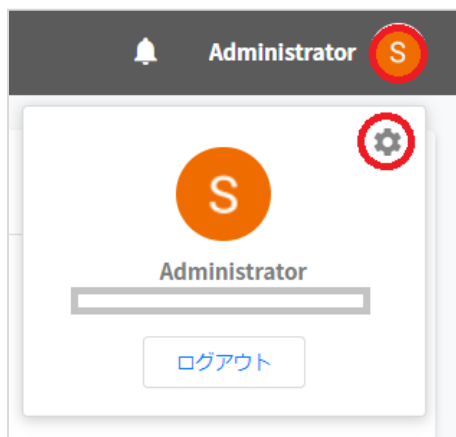 Administrator S
S
Administrator
ログアウト